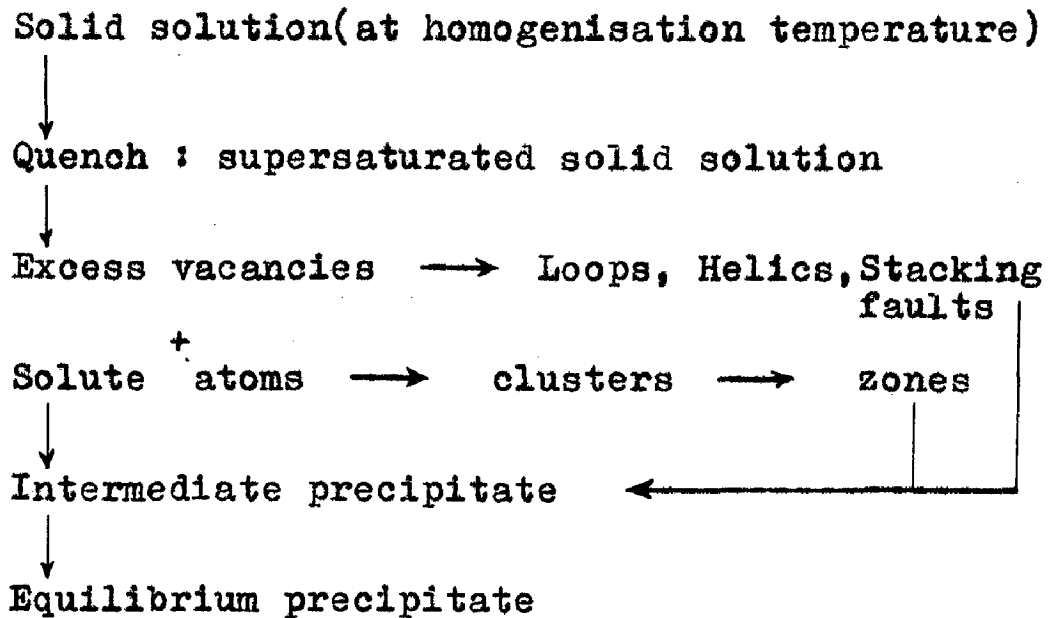 Solid solution(at homogenisation temperature)
Quench : supersaturated solid solution
Excess vacancies → Loops, Helics, Stacking
faults
+
Solute atoms → clusters → zones
Intermediate precipitate ←
Equilibrium precipitate